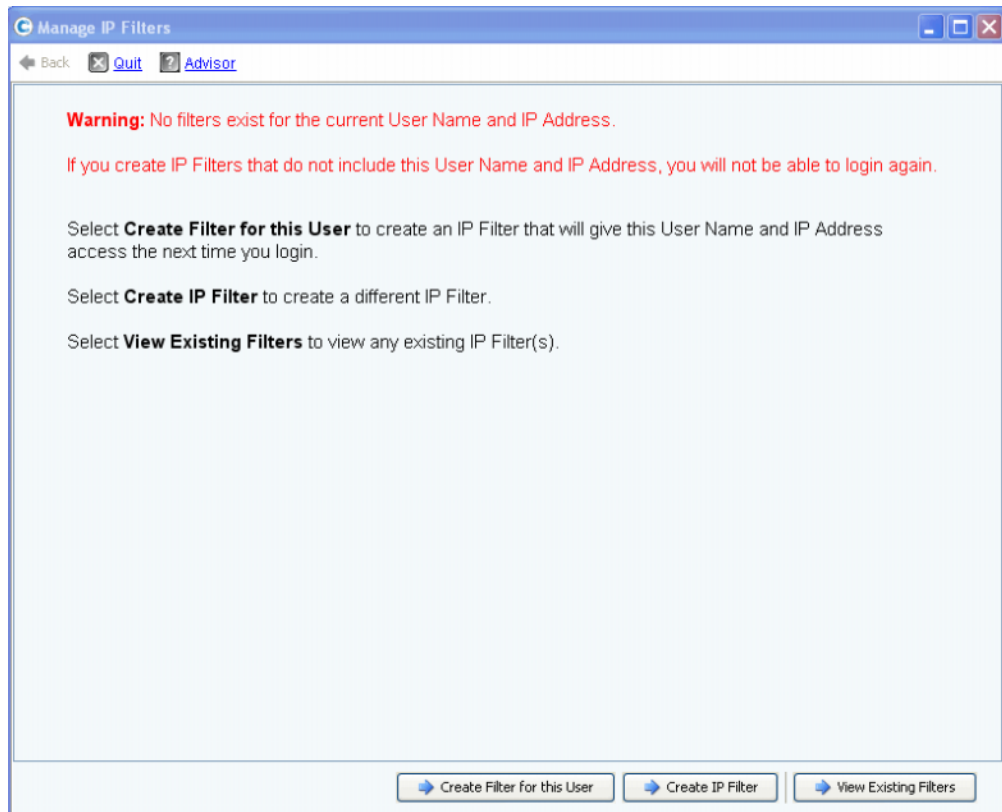 Manage IP Filters
Back Quit Advisor
Warning: No filters exist for the current User Name and IP Address.
If you create IP Filters that do not include this User Name and IP Address, you will not be able to login again.
Select Create Filter for this User to create an IP Filter that will give this User Name and IP Address
access the next time you login.
Select Create IP Filter to create a different IP Filter.
Select View Existing Filters to view any existing IP Filter(s).
Create Filter for this User Create IP Filter View Existing Filters